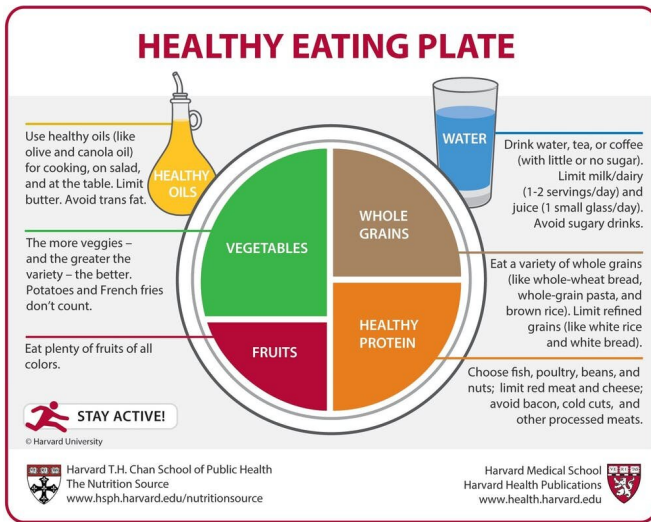 HEALTHY EATING PLATE
Use healthy oils (like
olive and canola oil)
for cooking, on salad,
and at the table. Limit
butter. Avoid trans fat.
HEALTHY
OILS
The more veggies –
and the greater the
variety – the better.
Potatoes and French fries
don’t count.
Eat plenty of fruits of all
colors.
VEGETABLES
FRUITS
WHOLE
GRAINS
HEALTHY
PROTEIN
WATER
Drink water, tea, or coffee
(with little or no sugar).
Limit milk/dairy
(1-2 servings/day) and
juice (1 small glass/day).
Avoid sugary drinks.
Eat a variety of whole grains
(like whole-wheat bread,
whole-grain pasta, and
brown rice). Limit refined
grains (like white rice
and white bread).
Choose fish, poultry, beans, and
nuts; limit red meat and cheese;
avoid bacon, cold cuts, and
other processed meats.
STAY ACTIVE!
© Harvard University
Harvard T.H. Chan School of Public Health
The Nutrition Source
www.hsph.harvard.edu/nutritionsource
Harvard Medical School
Harvard Health Publications
www.health.harvard.edu